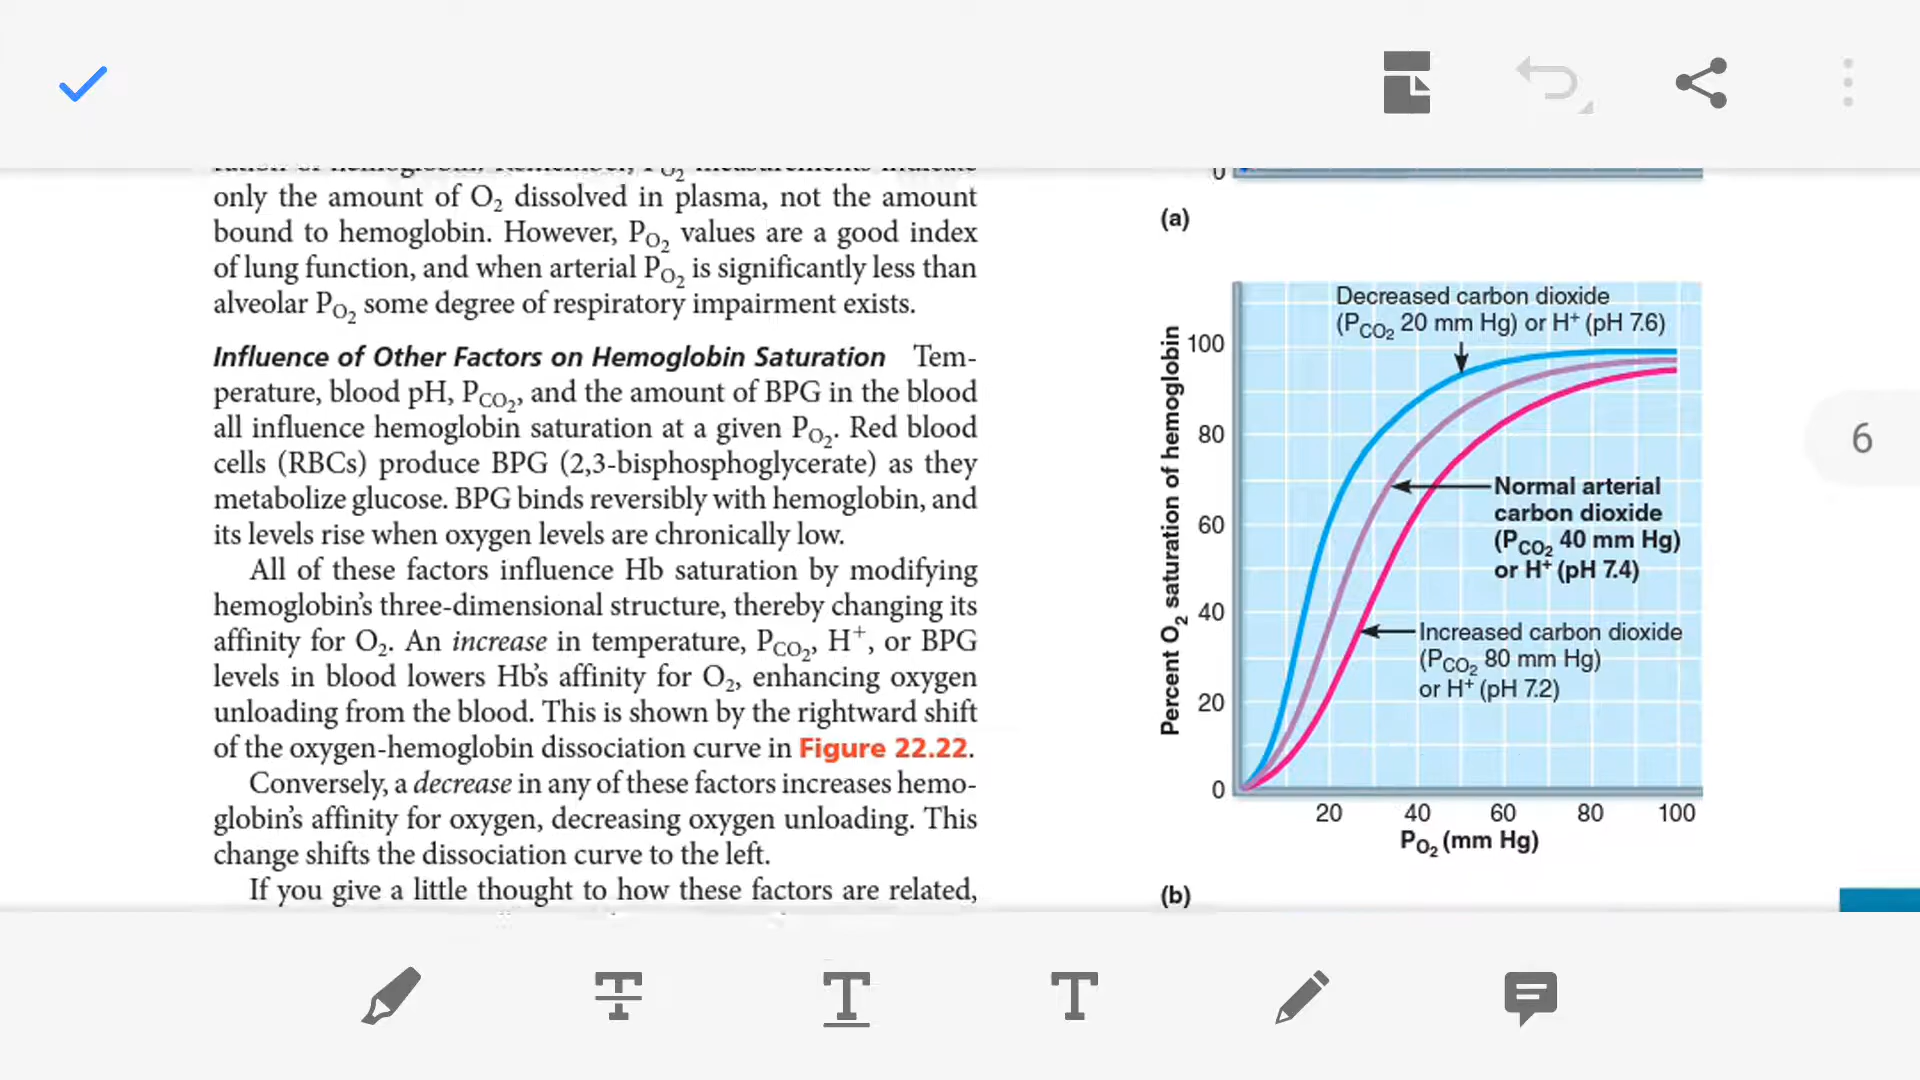 only the amount of O₂ dissolved in plasma, not the amount
bound to hemoglobin. However, PO₂ values are a good index
of lung function, and when arterial PO₂ is significantly less than
alveolar PO₂ some degree of respiratory impairment exists.
Influence of Other Factors on Hemoglobin Saturation Tem-
perature, blood pH, PCO₂, and the amount of BPG in the blood
all influence hemoglobin saturation at a given PO₂. Red blood
cells (RBCs) produce BPG (2,3-bisphosphoglycerate) as they
metabolize glucose. BPG binds reversibly with hemoglobin, and
its levels rise when oxygen levels are chronically low.
All of these factors influence Hb saturation by modifying
hemoglobin's three-dimensional structure, thereby changing its
affinity for O₂. An increase in temperature, PCO₂, H⁺, or BPG
levels in blood lowers Hb's affinity for O₂, enhancing oxygen
unloading from the blood. This is shown by the rightward shift
of the oxygen-hemoglobin dissociation curve in Figure 22.22.
Conversely, a decrease in any of these factors increases hemo-
globin's affinity for oxygen, decreasing oxygen unloading. This
change shifts the dissociation curve to the left.
If you give a little thought to how these factors are related,
0
(a)
Decreased carbon dioxide
(PCO₂ 20 mm Hg) or H⁺ (pH 7.6)
Percent O₂ saturation of hemoglobin
100
80
60
40
20
0
Normal arterial
carbon dioxide
(PCO₂ 40 mm Hg)
or H⁺ (pH 7.4)
Increased carbon dioxide
(PCO₂ 80 mm Hg)
or H⁺ (pH 7.2)
20 40 60 80 100
PO₂ (mm Hg)
(b)
6